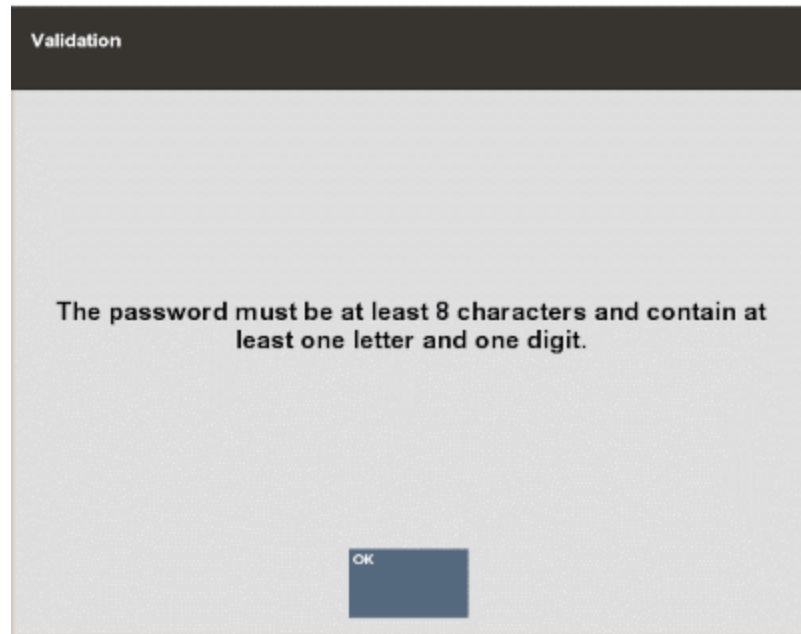 Validation
The password must be at least 8 characters and contain at
least one letter and one digit.
OK